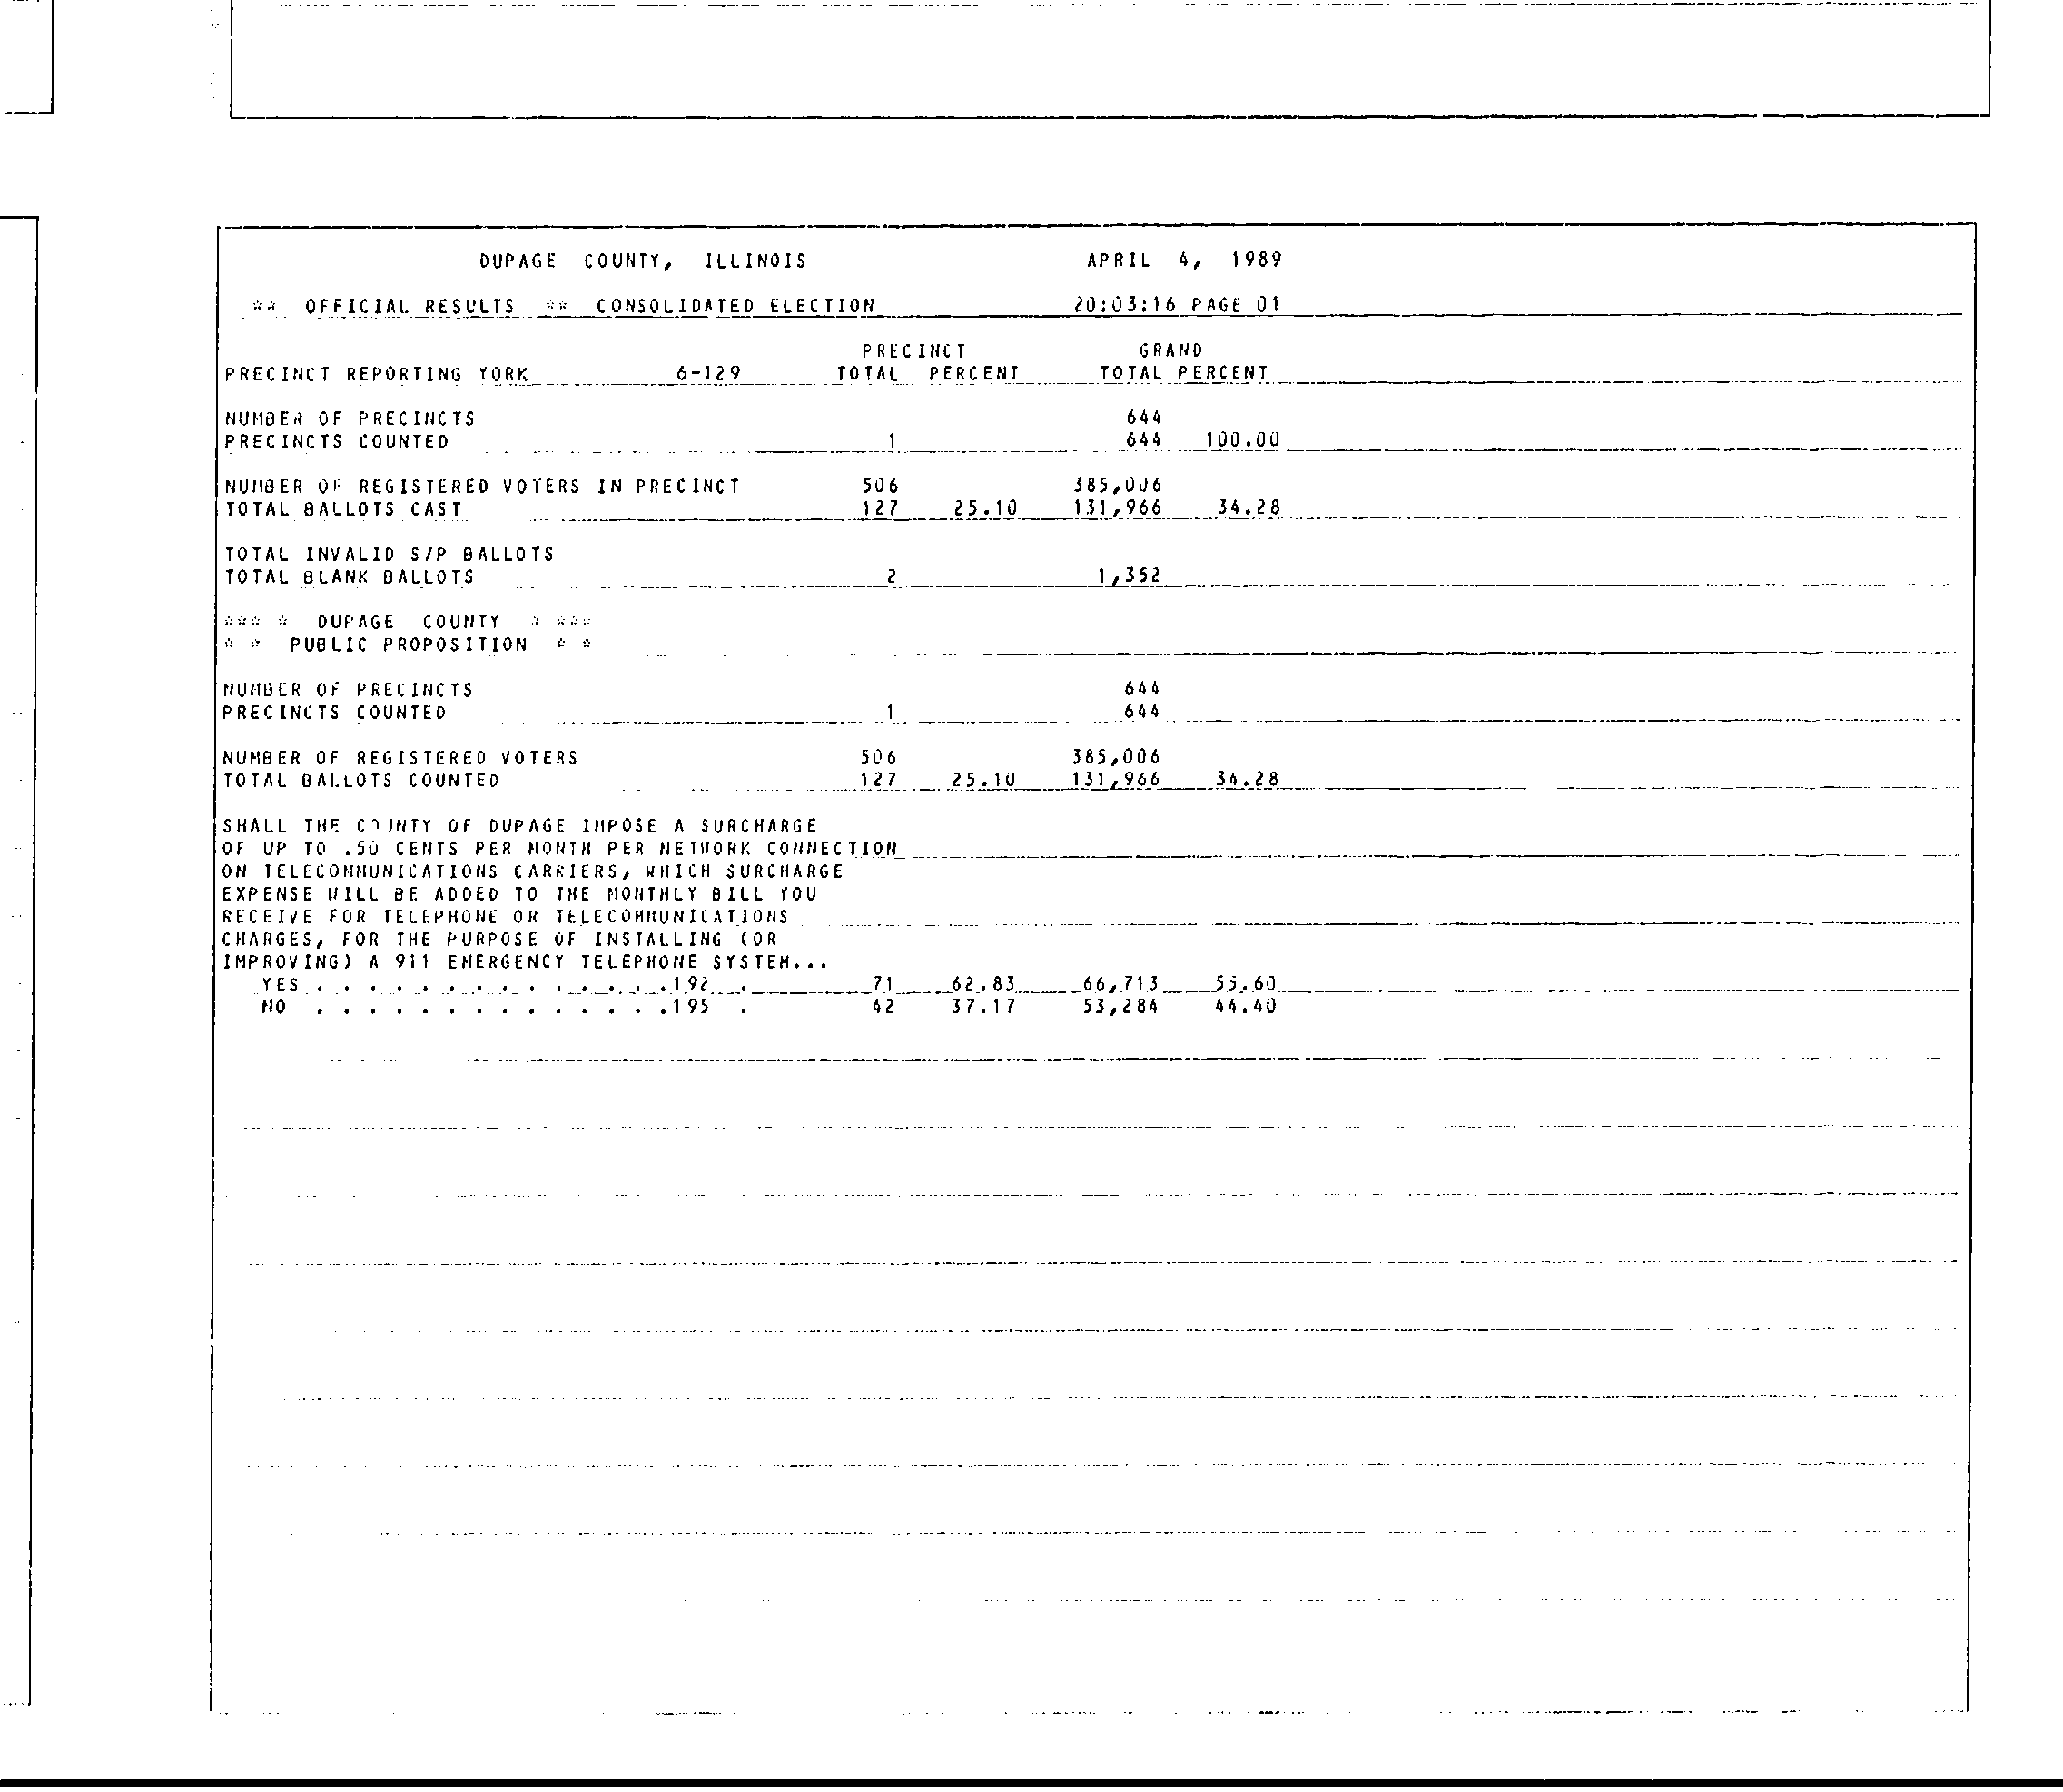 DUPAGE COUNTY, ILLINOIS APRIL 4, 1989
** OFFICIAL RESULTS ** CONSOLIDATED ELECTION 20:03:16 PAGE 01
PRECINCT GRAND
PRECINCT REPORTING YORK 6-129 TOTAL PERCENT TOTAL PERCENT
NUMBER OF PRECINCTS 644
PRECINCTS COUNTED 1 644 100.00
NUMBER OF REGISTERED VOTERS IN PRECINCT 506 385,006
TOTAL BALLOTS CAST 127 25.10 131,966 34.28
TOTAL INVALID S/P BALLOTS
TOTAL BLANK BALLOTS 2 1,352
*** * DUPAGE COUNTY * ***
* * PUBLIC PROPOSITION * *
NUMBER OF PRECINCTS 644
PRECINCTS COUNTED 1 644
NUMBER OF REGISTERED VOTERS 506 385,006
TOTAL BALLOTS COUNTED 127 25.10 131,966 34.28
SHALL THE COUNTY OF DUPAGE IMPOSE A SURCHARGE
OF UP TO .50 CENTS PER MONTH PER NETWORK CONNECTION
ON TELECOMMUNICATIONS CARRIERS, WHICH SURCHARGE
EXPENSE WILL BE ADDED TO THE MONTHLY BILL YOU
RECEIVE FOR TELEPHONE OR TELECOMMUNICATIONS
CHARGES, FOR THE PURPOSE OF INSTALLING (OR
IMPROVING) A 911 EMERGENCY TELEPHONE SYSTEM...
YES . . . . . . . . . . . . . .192 . 71 62.83 66,713 55.60
NO . . . . . . . . . . . . . .195 . 42 37.17 53,284 44.40